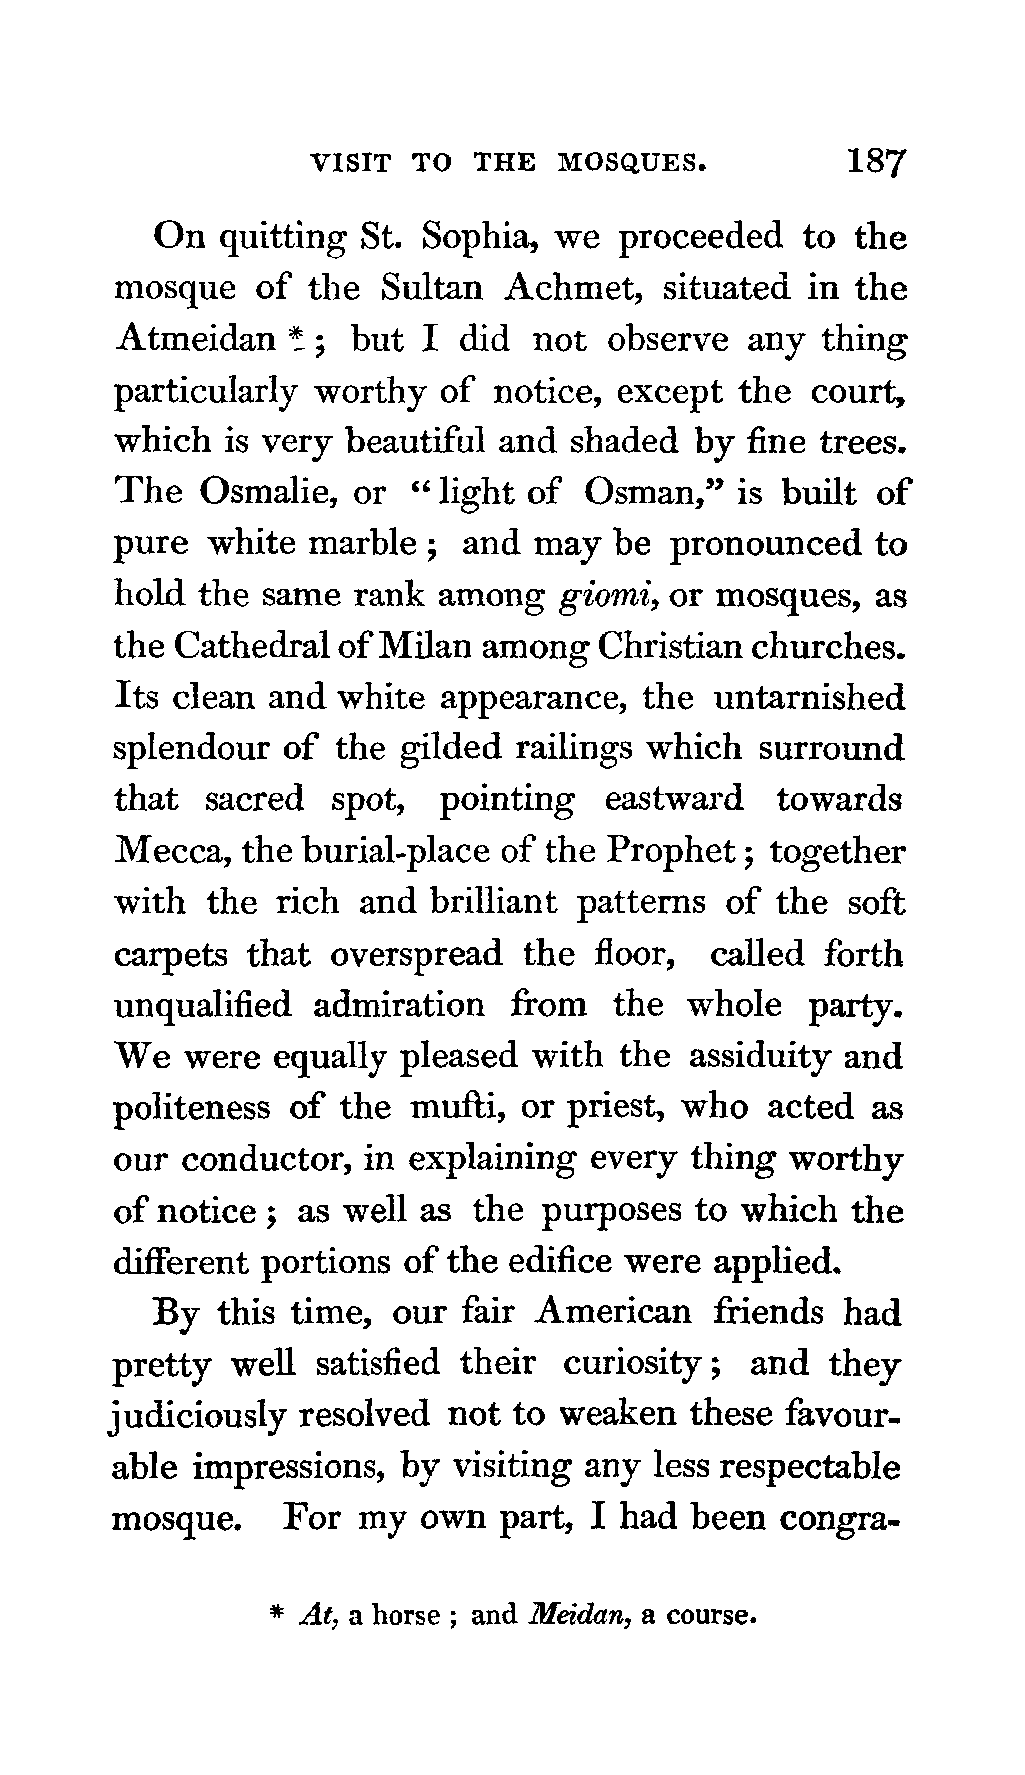 VISIT TO THE MOSQUES. 187
On quitting St. Sophia, we proceeded to the
mosque of the Sultan Achmet, situated in the
Atmeidan * ; but I did not observe any thing
particularly worthy of notice, except the court,
which is very beautiful and shaded by fine trees.
The Osmalie, or “ light of Osman,” is built of
pure white marble ; and may be pronounced to
hold the same rank among giomi, or mosques, as
the Cathedral of Milan among Christian churches.
Its clean and white appearance, the untarnished
splendour of the gilded railings which surround
that sacred spot, pointing eastward towards
Mecca, the burial-place of the Prophet ; together
with the rich and brilliant patterns of the soft
carpets that overspread the floor, called forth
unqualified admiration from the whole party.
We were equally pleased with the assiduity and
politeness of the mufti, or priest, who acted as
our conductor, in explaining every thing worthy
of notice ; as well as the purposes to which the
different portions of the edifice were applied.
By this time, our fair American friends had
pretty well satisfied their curiosity ; and they
judiciously resolved not to weaken these favour-
able impressions, by visiting any less respectable
mosque. For my own part, I had been congra-
* At, a horse ; and Meidan, a course.